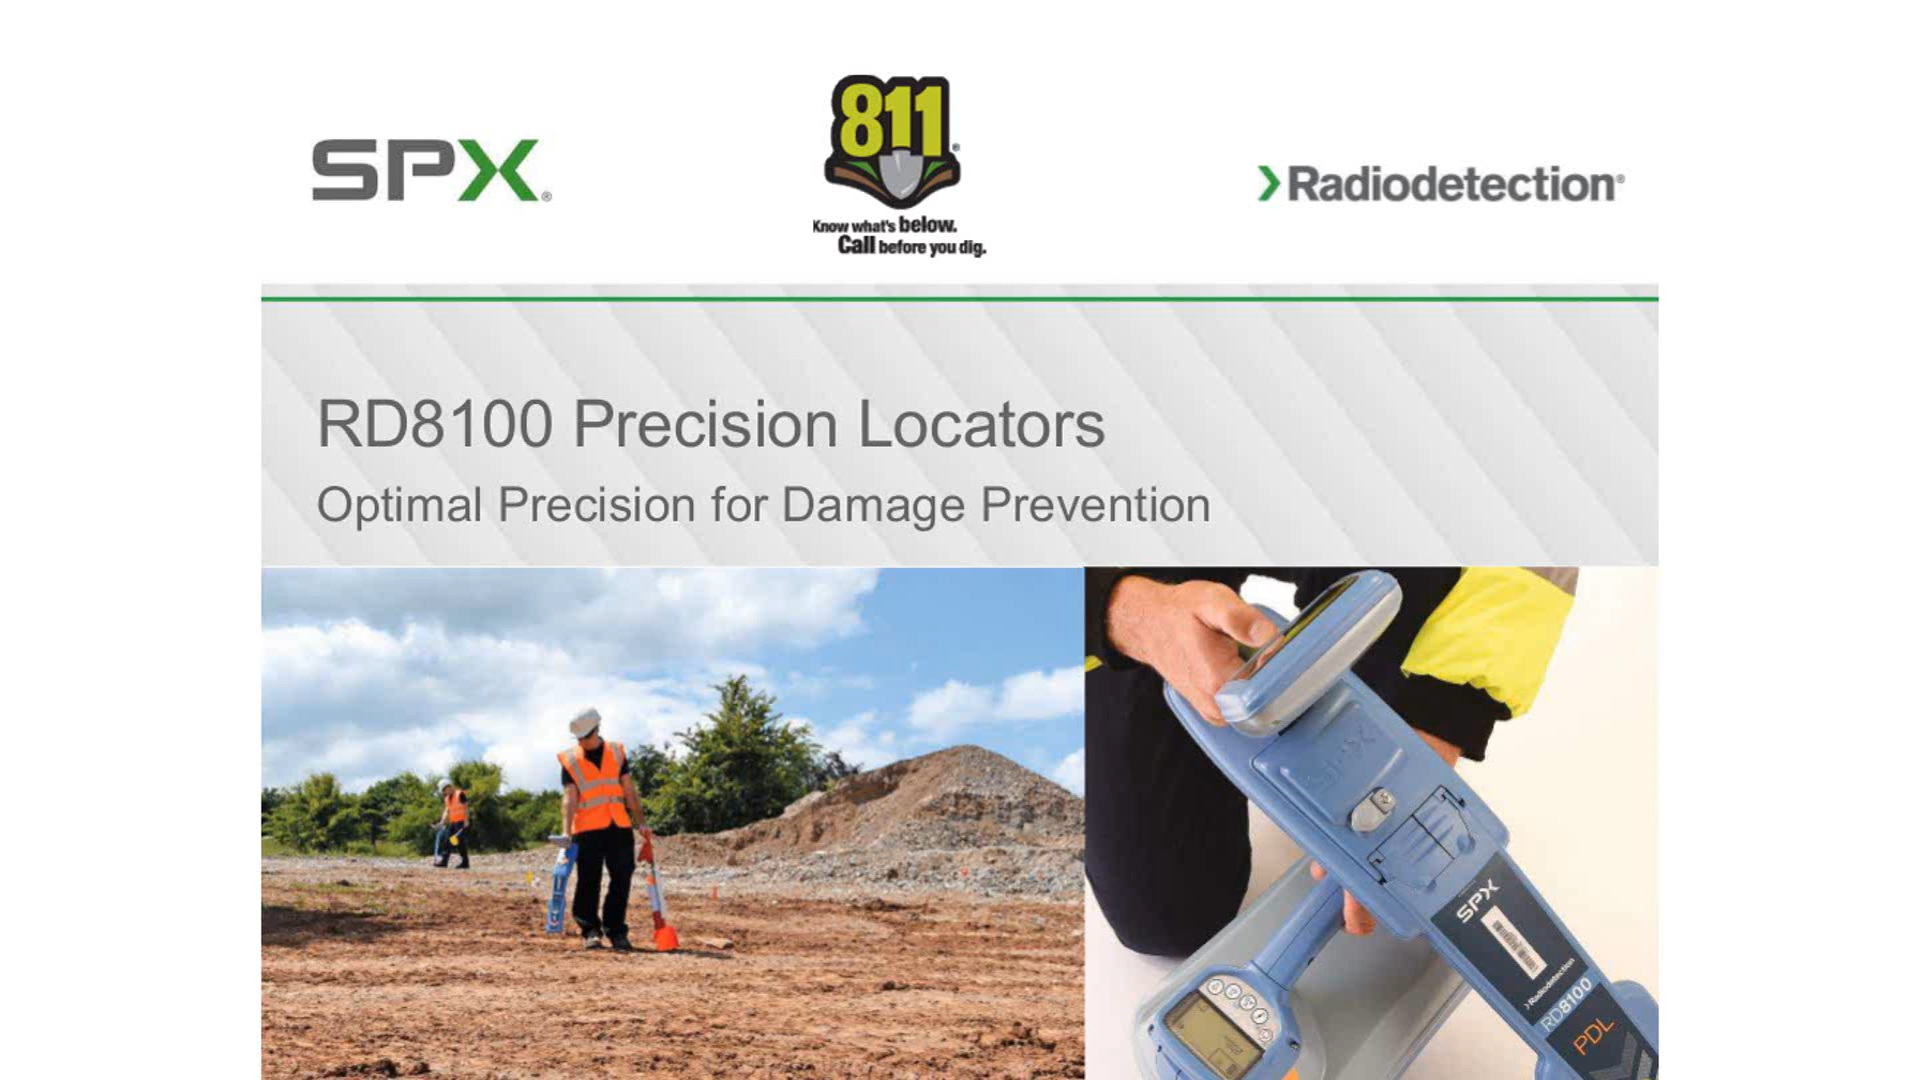 SPX®
811®
Know what's below.
Call before you dig.
Radiodetection®
RD8100 Precision Locators
Optimal Precision for Damage Prevention
SPX
SPX
Radiodetection
RD8100
PDL